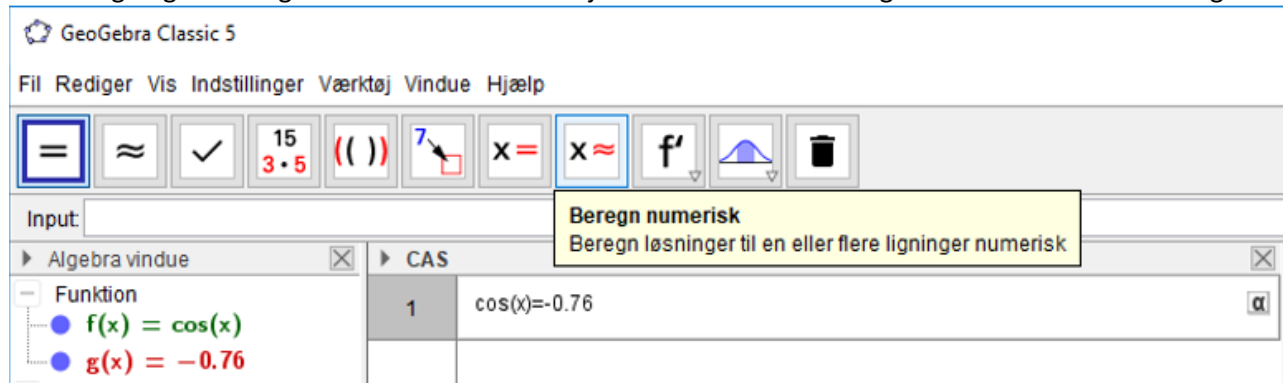 GeoGebra Classic 5
Fil Rediger Vis Indstillinger Værktøj Vindue Hjælp
= ≈ ✓ 15 3·5 (( )) 7 x= x≈ f′
Input:
Beregn numerisk
Beregn løsninger til en eller flere ligninger numerisk
Algebra vindue
CAS
Funktion
f(x) = cos(x)
g(x) = −0.76
1 cos(x)=-0.76 α